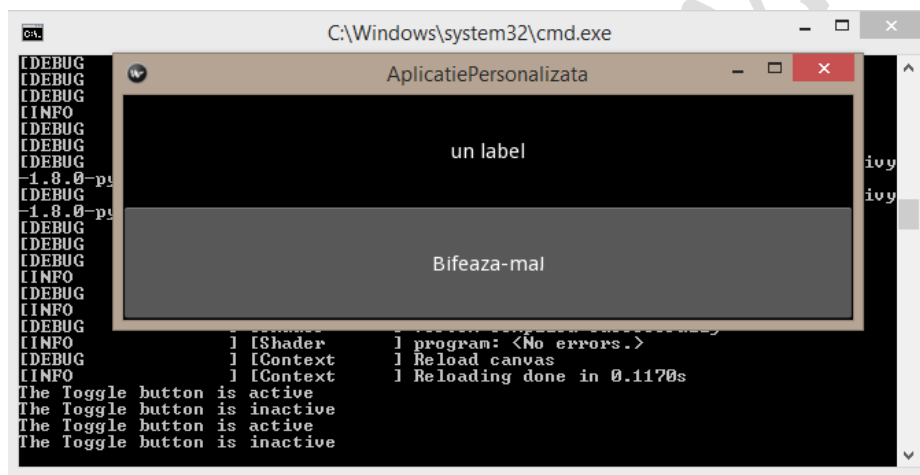 C:\Windows\system32\cmd.exe
AplicatiePersonalizata
un label
Bifeaza-ma!
[DEBUG
[DEBUG
[DEBUG
[INFO
[DEBUG
[DEBUG
[DEBUG ivy
-1.8.0-py
[DEBUG ivy
-1.8.0-py
[DEBUG
[DEBUG
[DEBUG
[INFO
[DEBUG
[INFO
[DEBUG
[INFO ] [Shader ] program: <No errors.>
[DEBUG ] [Context ] Reload canvas
[INFO ] [Context ] Reloading done in 0.1170s
The Toggle button is active
The Toggle button is inactive
The Toggle button is active
The Toggle button is inactive